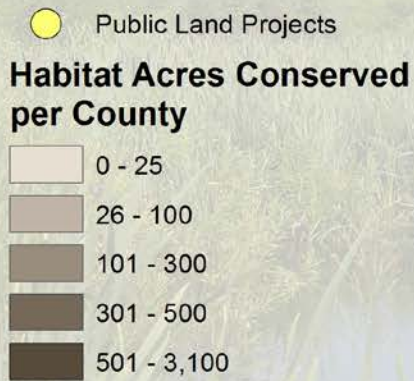 Public Land Projects
Habitat Acres Conserved
per County
0 - 25
26 - 100
101 - 300
301 - 500
501 - 3,100